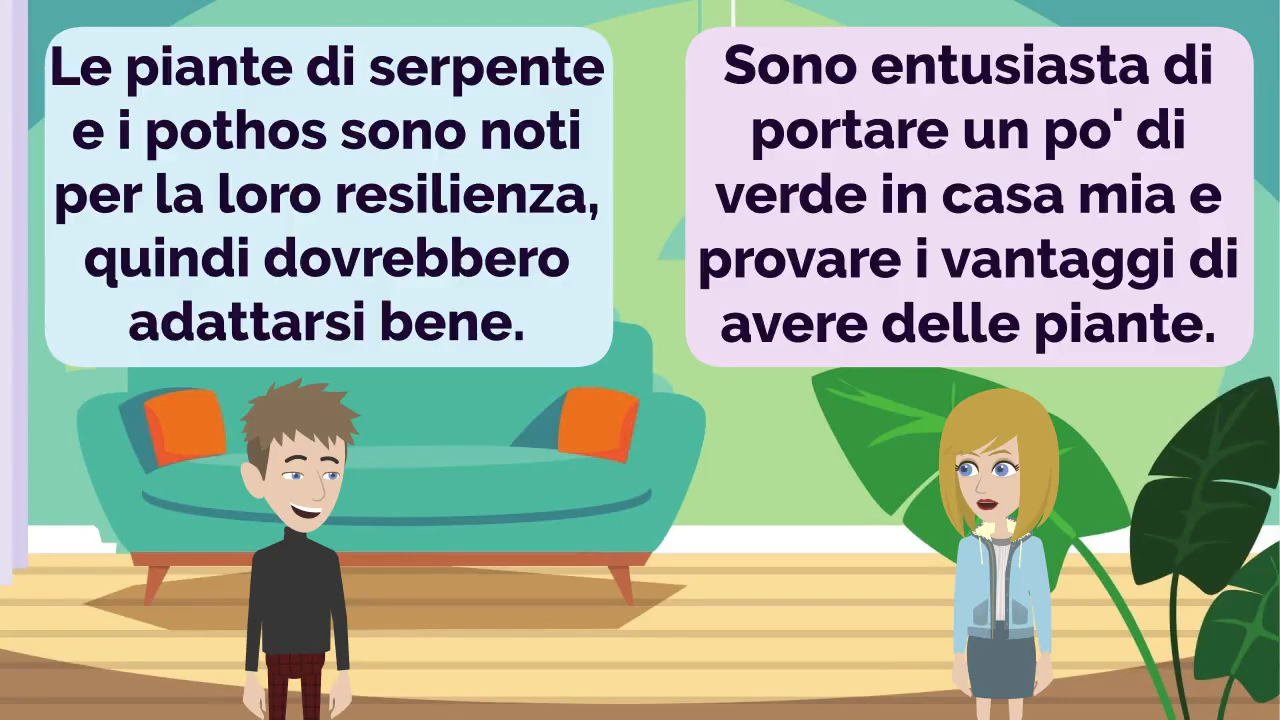 Le piante di serpente
e i pothos sono noti
per la loro resilienza,
quindi dovrebbero
adattarsi bene.
Sono entusiasta di
portare un po' di
verde in casa mia e
provare i vantaggi di
avere delle piante.